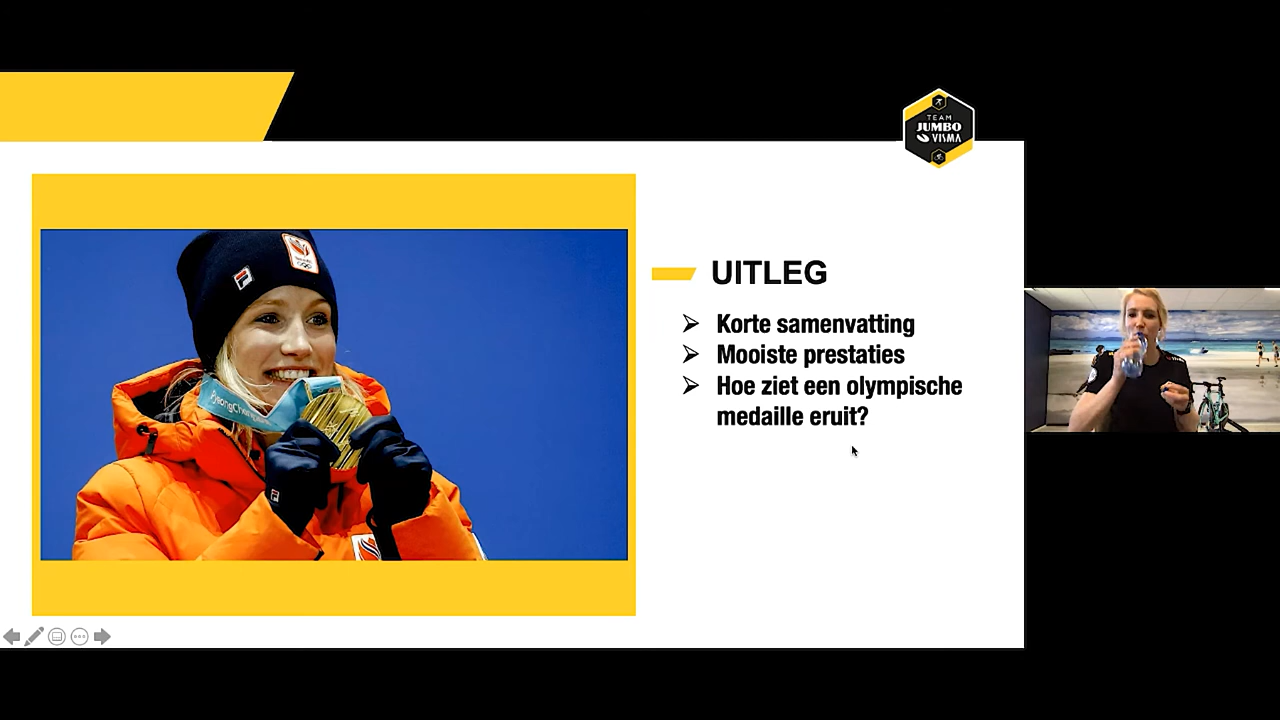 TEAM
JUMBO
VISMA
UITLEG
Korte samenvatting
Mooiste prestaties
Hoe ziet een olympische
medaille eruit?